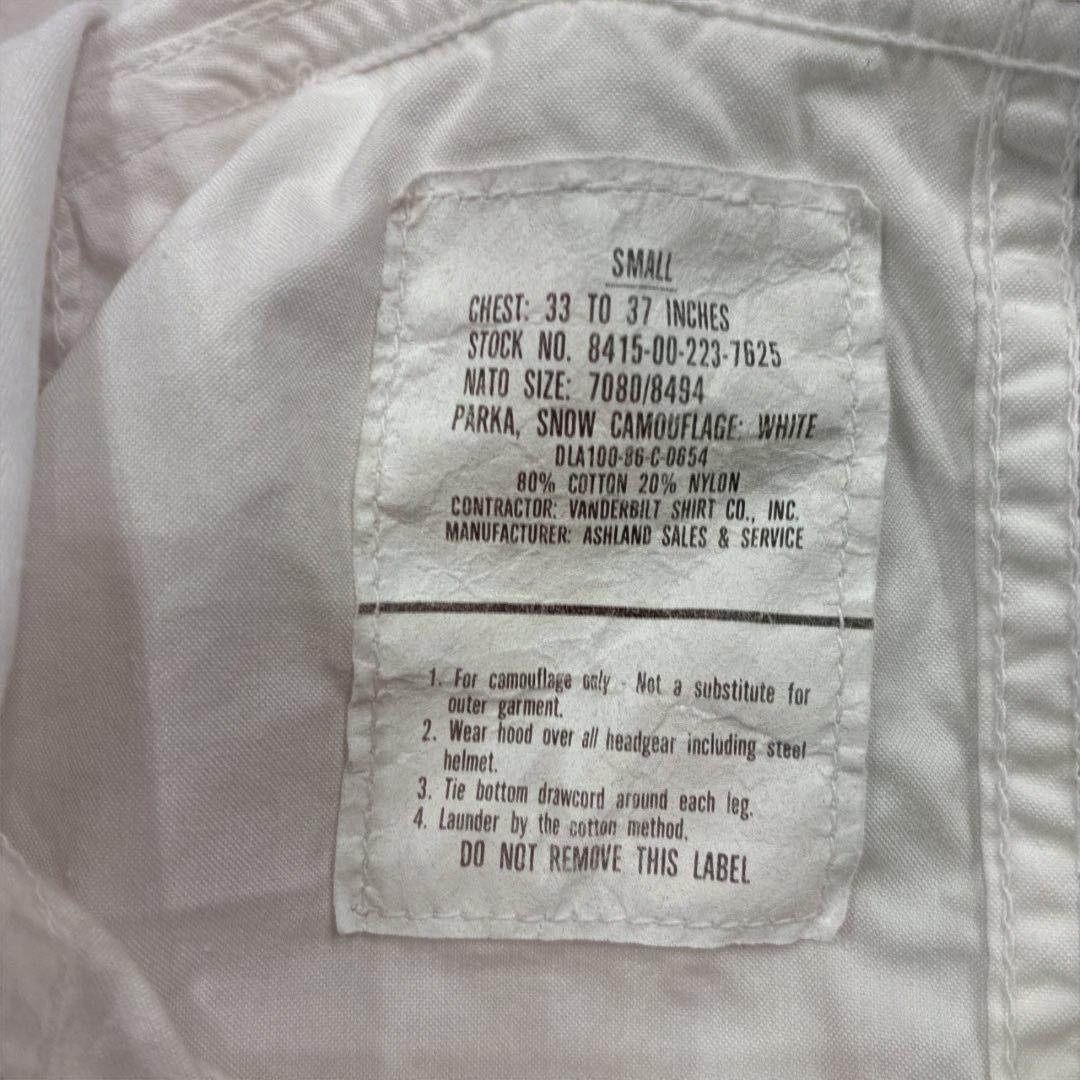 SMALL
CHEST: 33 TO 37 INCHES
STOCK NO. 8415-00-223-7625
NATO SIZE: 7080/8494
PARKA, SNOW CAMOUFLAGE: WHITE
DLA100-86-C-0654
80% COTTON 20% NYLON
CONTRACTOR: VANDERBILT SHIRT CO., INC.
MANUFACTURER: ASHLAND SALES & SERVICE
1. For camouflage only - Not a substitute for
outer garment.
2. Wear hood over all headgear including steel
helmet.
3. Tie bottom drawcord around each leg.
4. Launder by the cotton method.
DO NOT REMOVE THIS LABEL